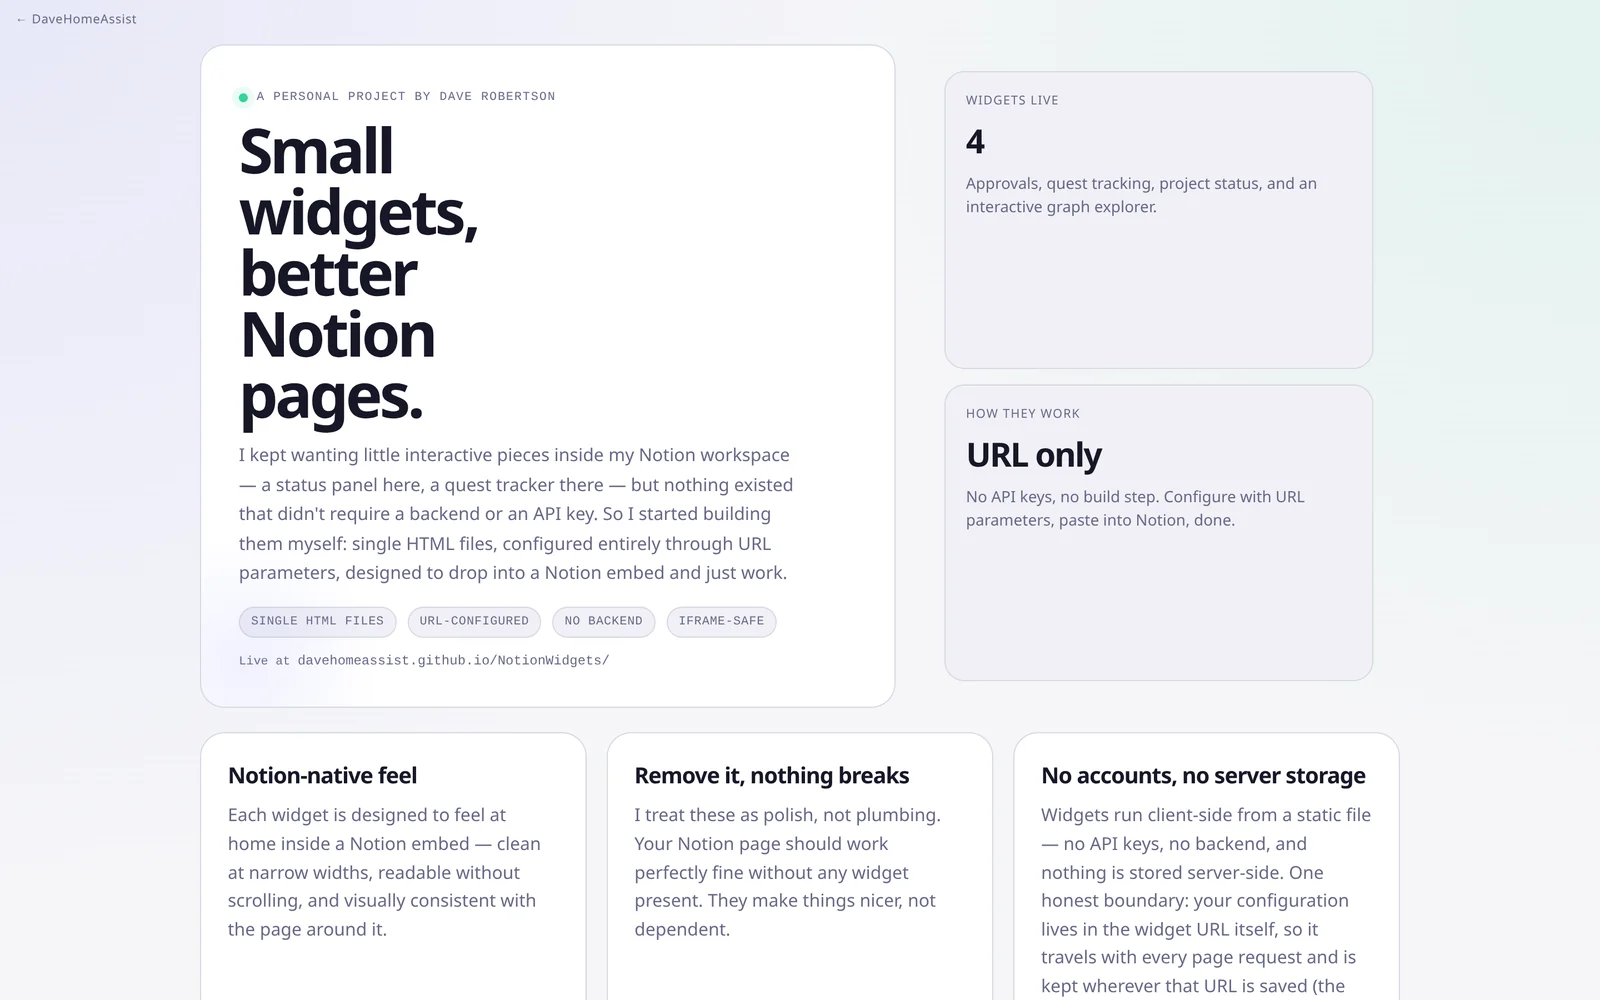 ← DaveHomeAssist
A PERSONAL PROJECT BY DAVE ROBERTSON
Small
widgets,
better
Notion
pages.
I kept wanting little interactive pieces inside my Notion workspace
— a status panel here, a quest tracker there — but nothing existed
that didn't require a backend or an API key. So I started building
them myself: single HTML files, configured entirely through URL
parameters, designed to drop into a Notion embed and just work.
SINGLE HTML FILES
URL-CONFIGURED
NO BACKEND
IFRAME-SAFE
Live at davehomeassist.github.io/NotionWidgets/
WIDGETS LIVE
4
Approvals, quest tracking, project status, and an
interactive graph explorer.
HOW THEY WORK
URL only
No API keys, no build step. Configure with URL
parameters, paste into Notion, done.
Notion-native feel
Each widget is designed to feel at
home inside a Notion embed — clean
at narrow widths, readable without
scrolling, and visually consistent with
the page around it.
Remove it, nothing breaks
I treat these as polish, not plumbing.
Your Notion page should work
perfectly fine without any widget
present. They make things nicer, not
dependent.
No accounts, no server storage
Widgets run client-side from a static file
— no API keys, no backend, and
nothing is stored server-side. One
honest boundary: your configuration
lives in the widget URL itself, so it
travels with every page request and is
kept wherever that URL is saved (the